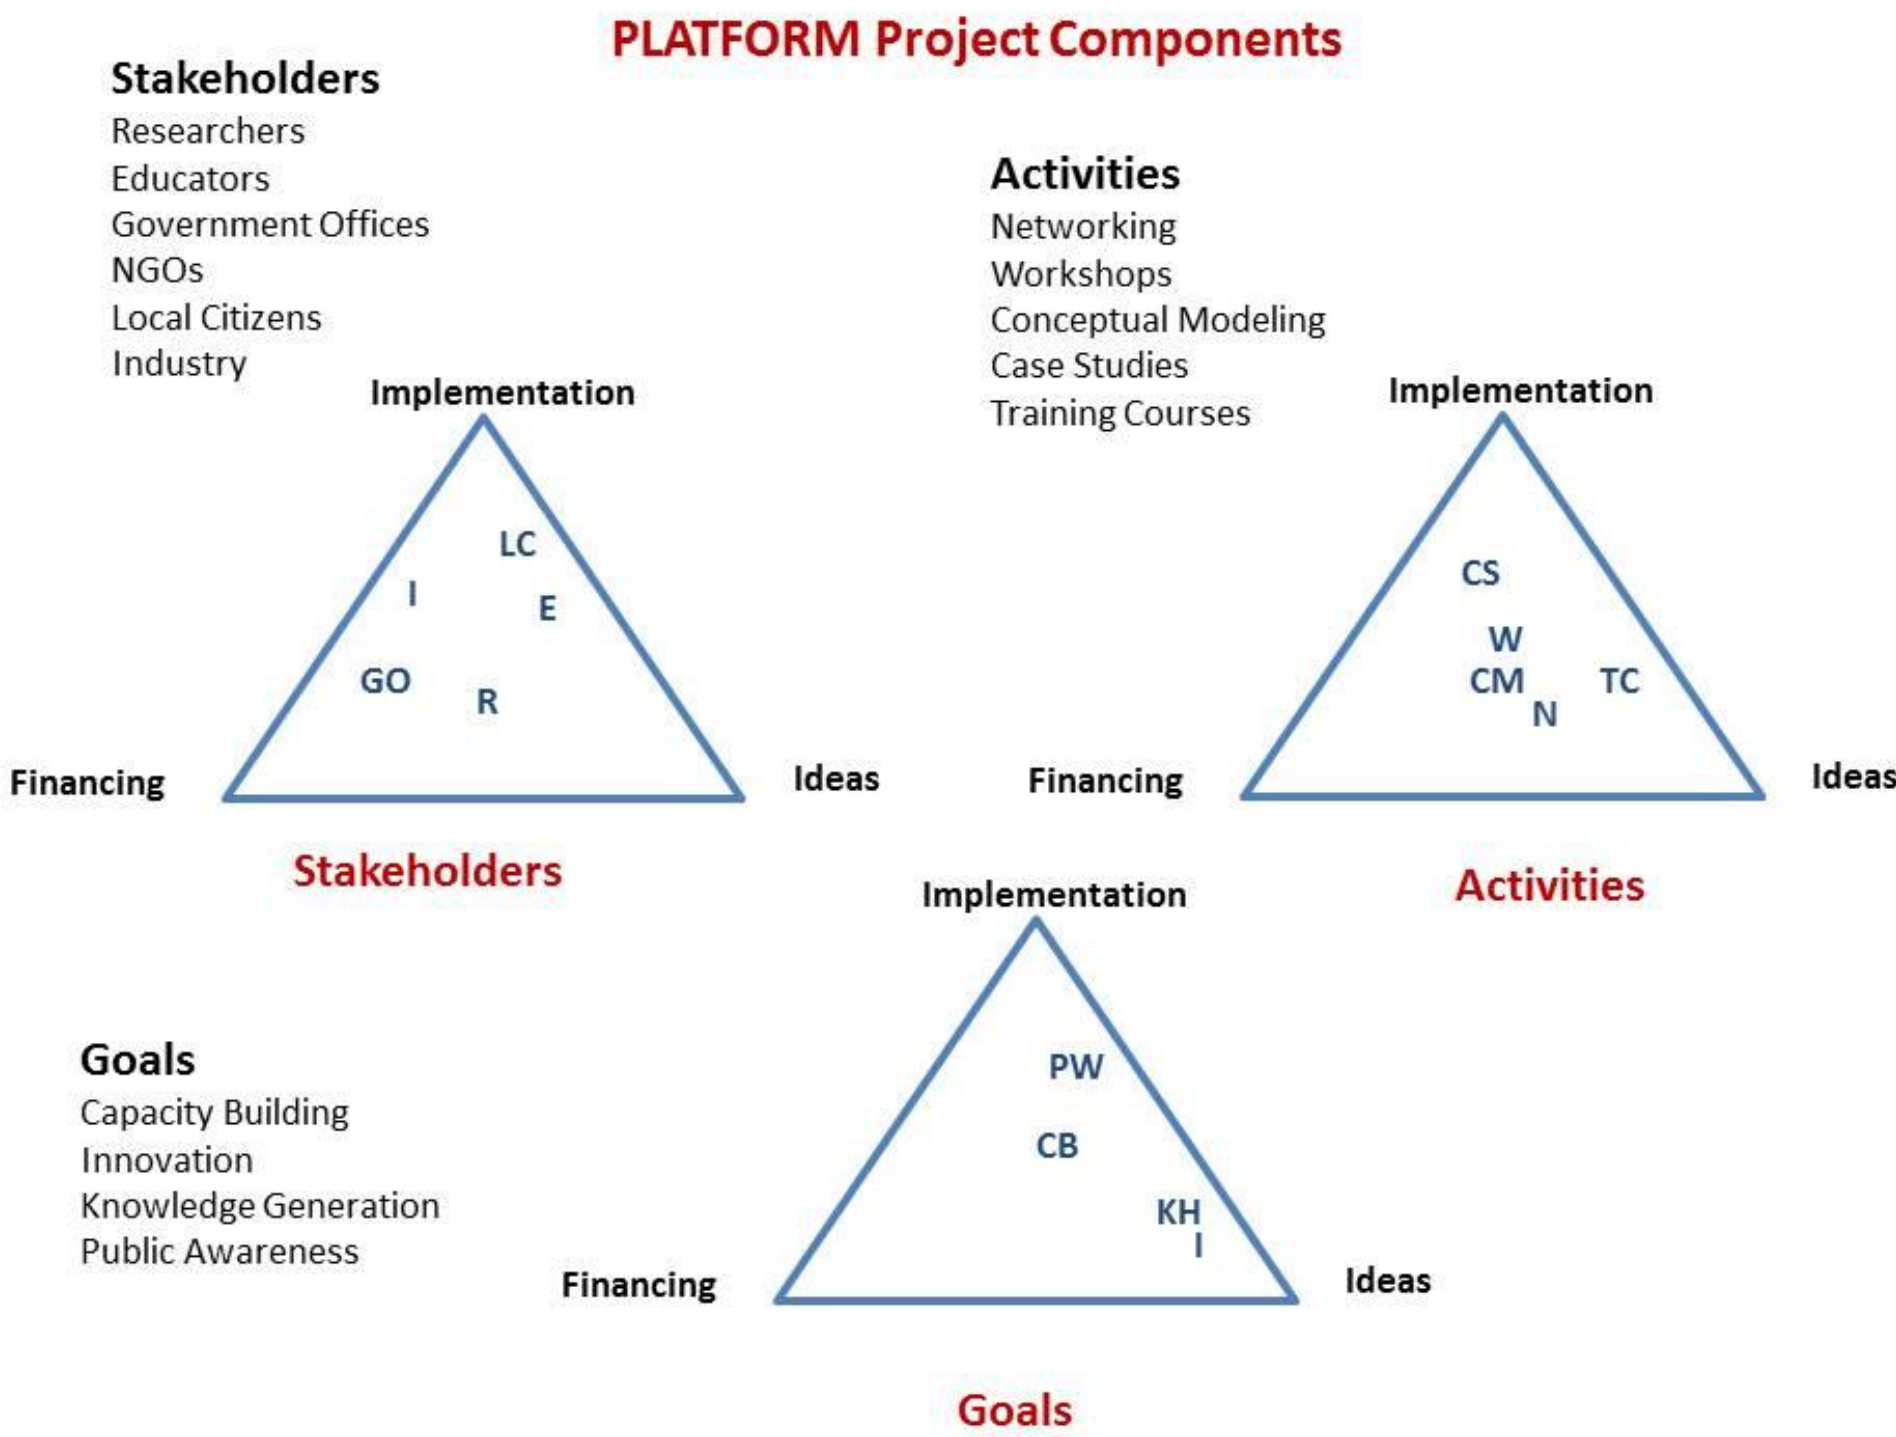 PLATFORM Project Components
Stakeholders
Researchers
Educators
Government Offices
NGOs
Local Citizens
Industry
Activities
Networking
Workshops
Conceptual Modeling
Case Studies
Training Courses
Implementation
LC
I
E
GO
R
Financing
Ideas
Stakeholders
Implementation
CS
W
CM
TC
N
Financing
Ideas
Activities
Goals
Capacity Building
Innovation
Knowledge Generation
Public Awareness
Implementation
PW
CB
KH
I
Financing
Ideas
Goals